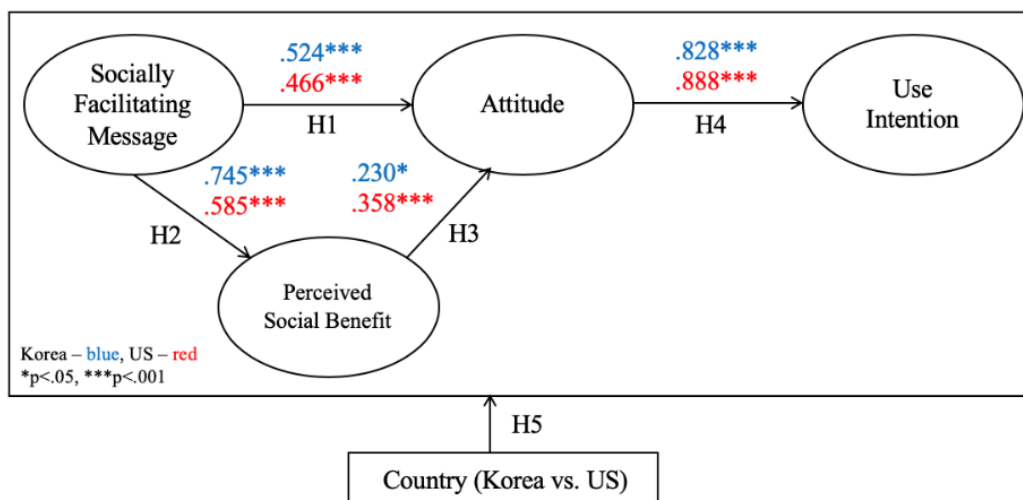 Socially
Facilitating
Message
.524***
.466***
H1
Attitude
.828***
.888***
H4
Use
Intention
.745***
.585***
H2
.230*
.358***
H3
Perceived
Social Benefit
Korea – blue, US – red
*p<.05, ***p<.001
H5
Country (Korea vs. US)